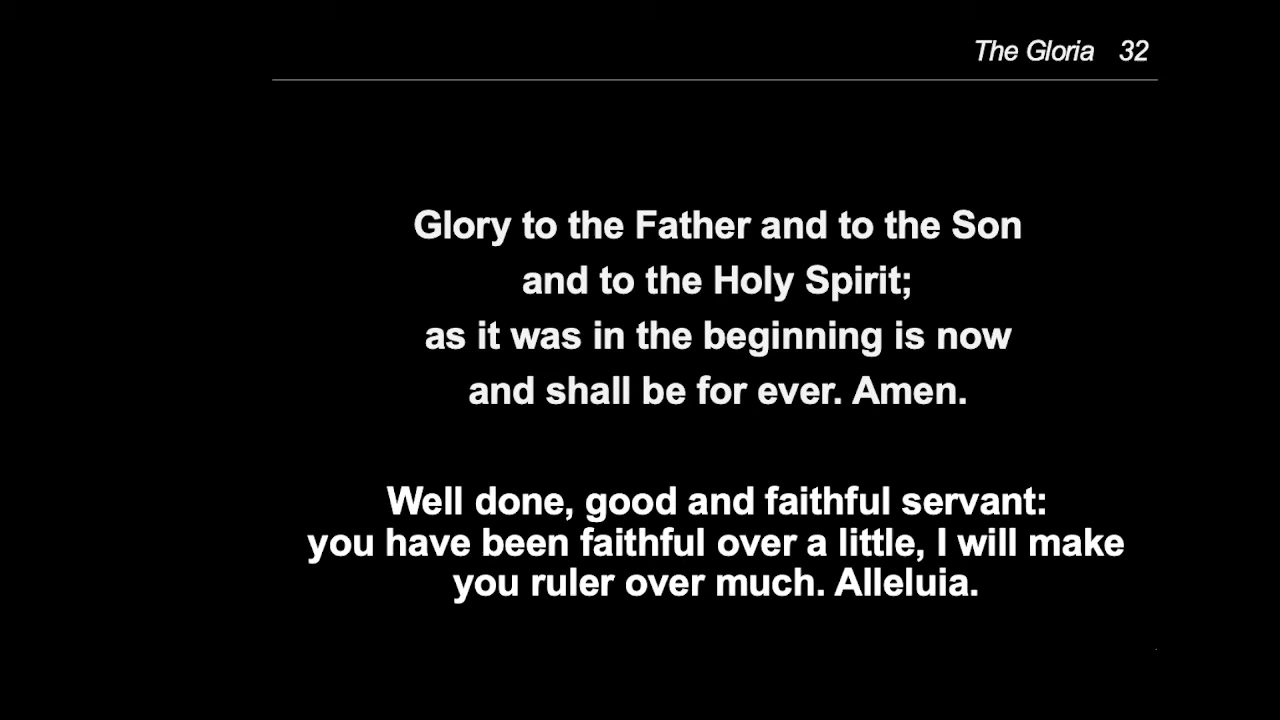 The Gloria 32
Glory to the Father and to the Son
and to the Holy Spirit;
as it was in the beginning is now
and shall be for ever. Amen.
Well done, good and faithful servant:
you have been faithful over a little, I will make
you ruler over much. Alleluia.